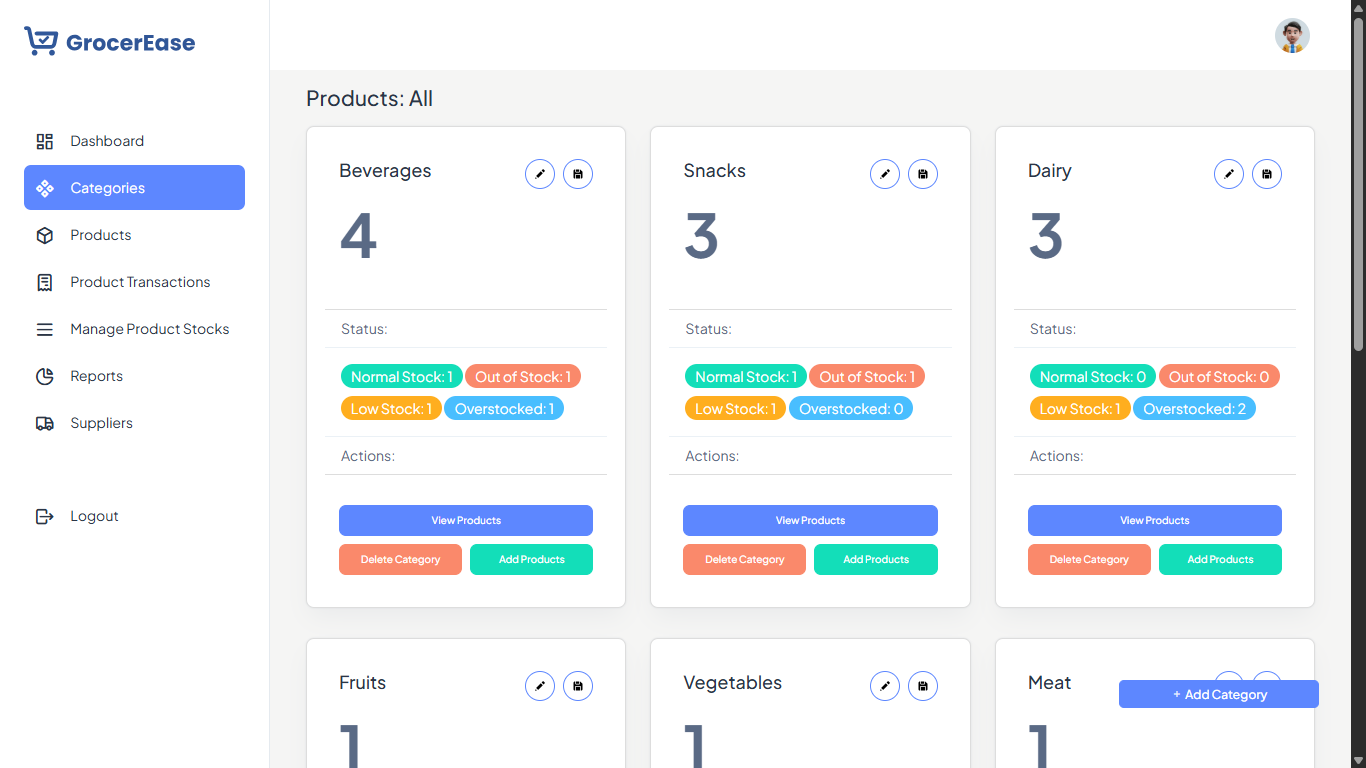 GrocerEase
Dashboard
Categories
Products
Product Transactions
Manage Product Stocks
Reports
Suppliers
Logout
Products: All
Beverages
4
Status:
Normal Stock: 1 Out of Stock: 1
Low Stock: 1 Overstocked: 1
Actions:
View Products
Delete Category Add Products
Snacks
3
Status:
Normal Stock: 1 Out of Stock: 1
Low Stock: 1 Overstocked: 0
Actions:
View Products
Delete Category Add Products
Dairy
3
Status:
Normal Stock: 0 Out of Stock: 0
Low Stock: 1 Overstocked: 2
Actions:
View Products
Delete Category Add Products
Fruits
1
Vegetables
1
Meat
1
+ Add Category